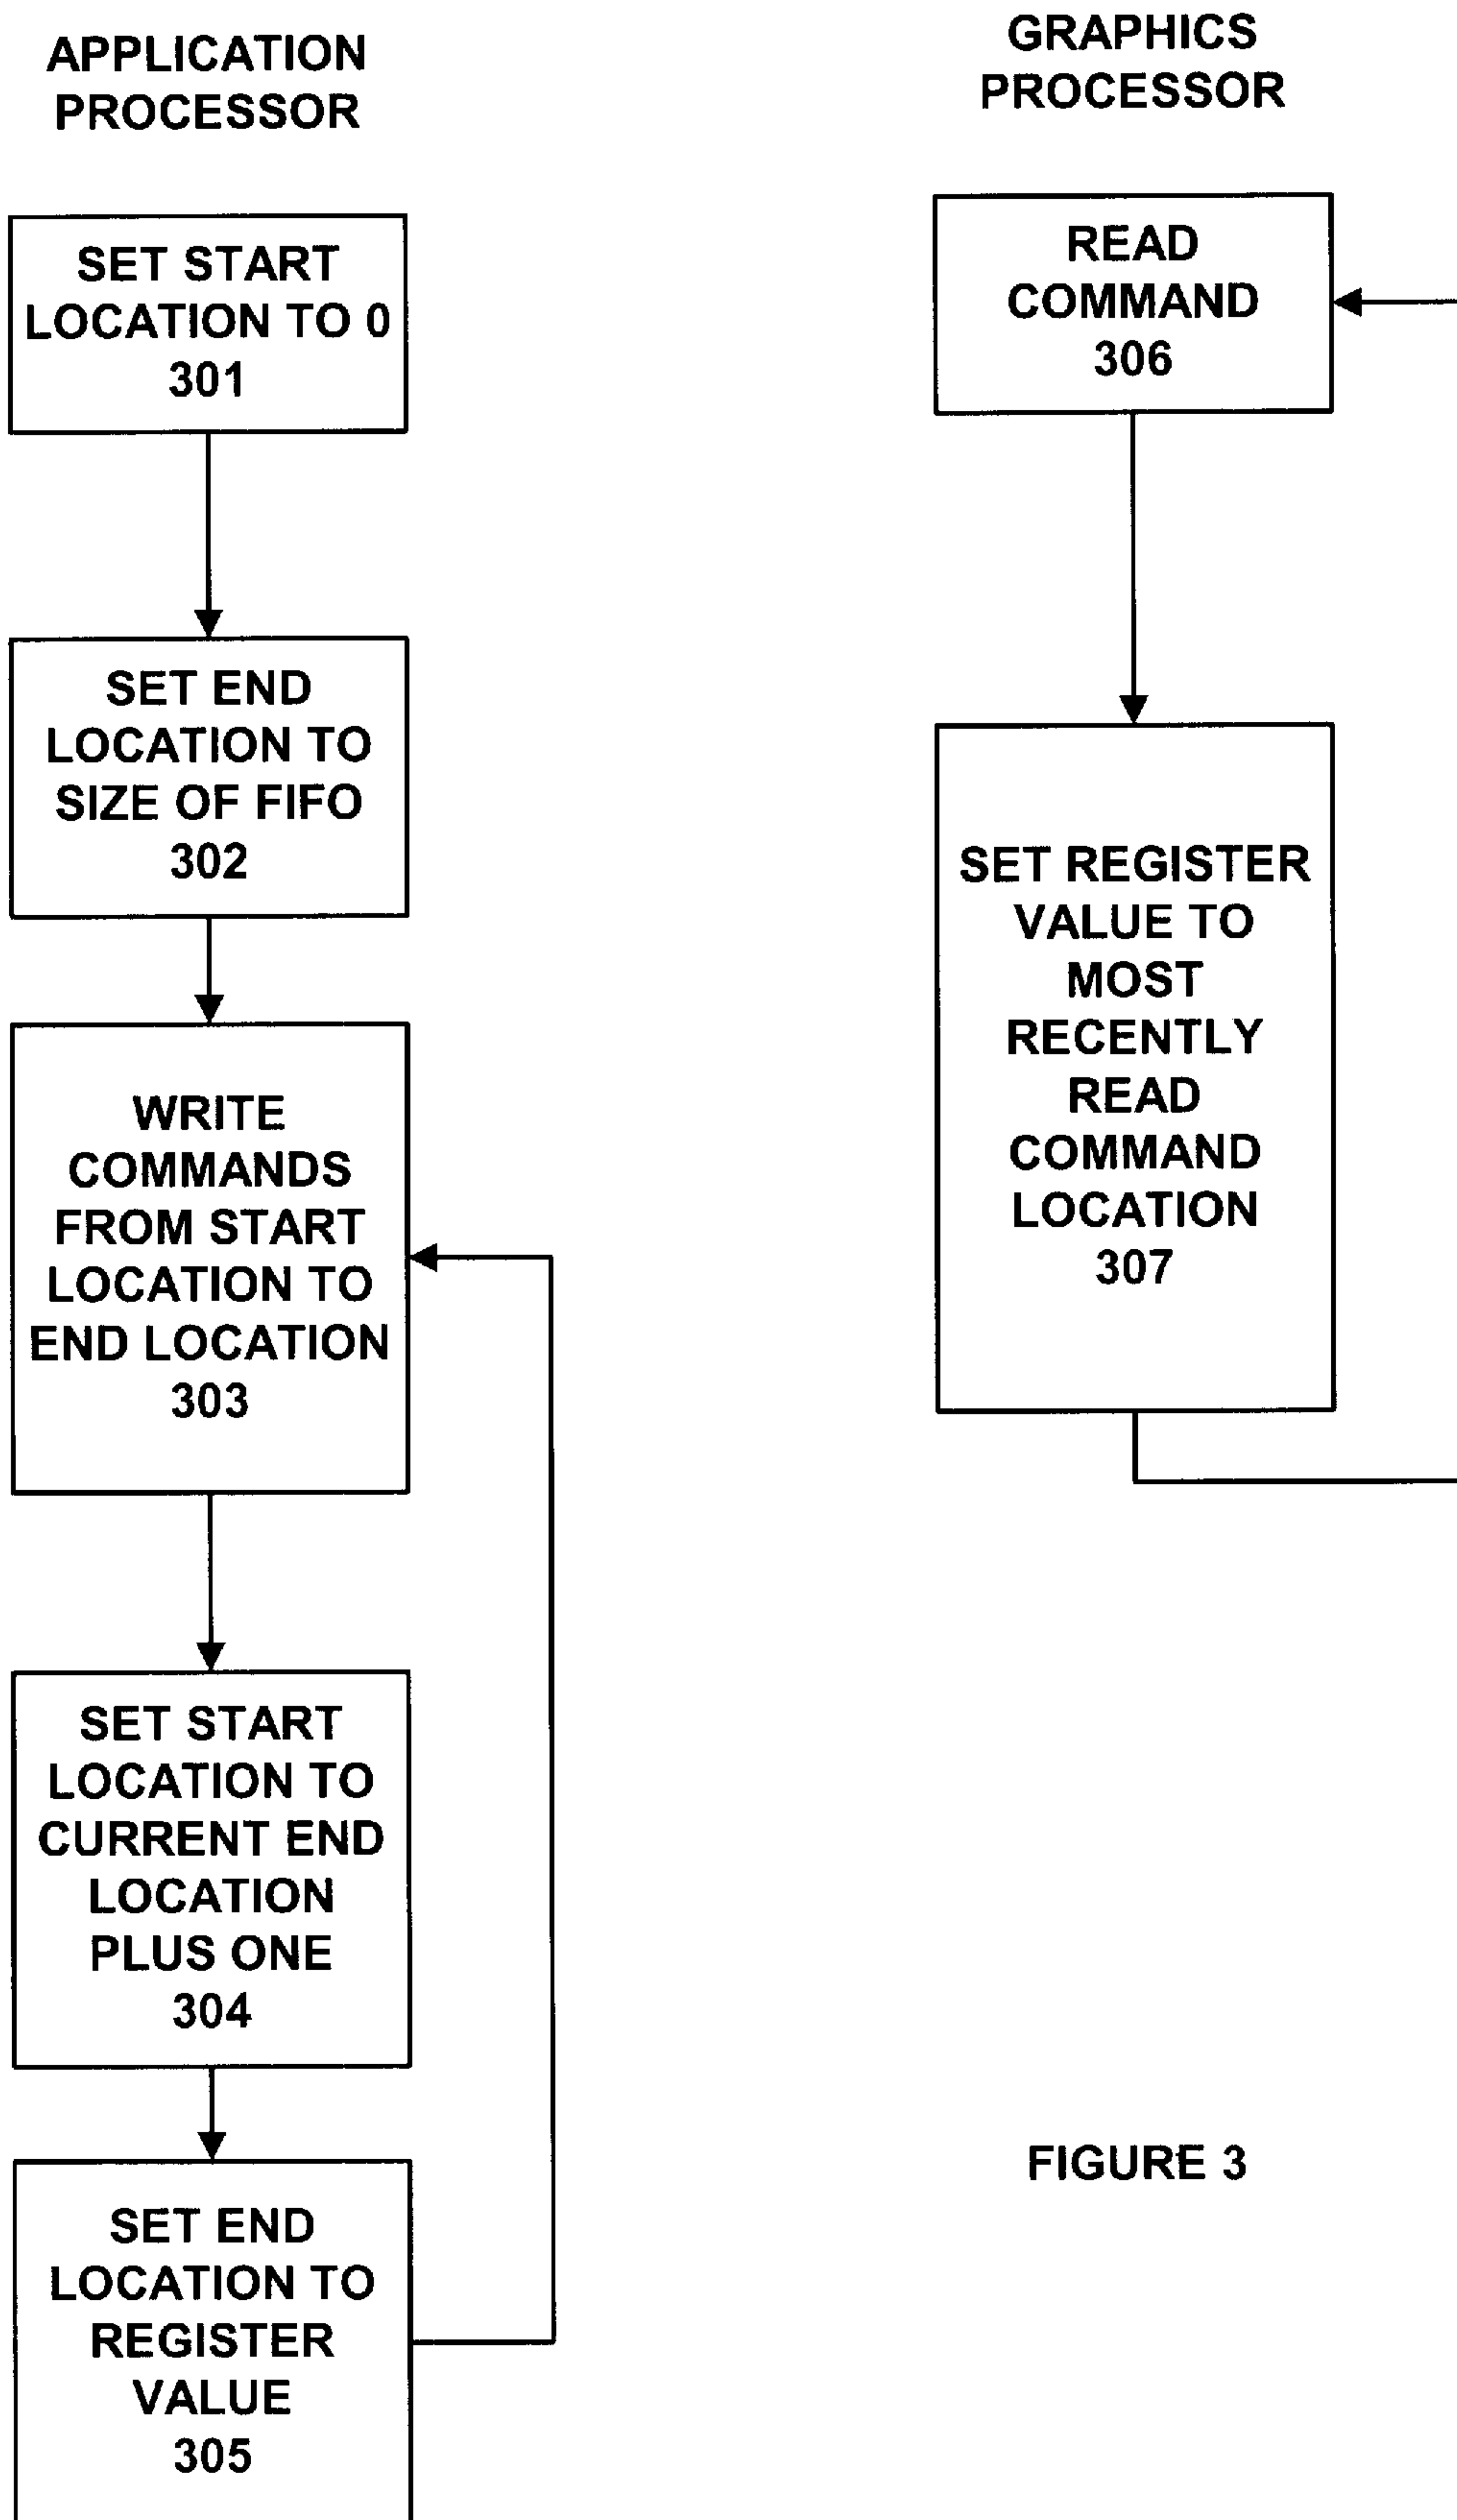 APPLICATION
PROCESSOR
SET START
LOCATION TO 0
301
SET END
LOCATION TO
SIZE OF FIFO
302
WRITE
COMMANDS
FROM START
LOCATION TO
END LOCATION
303
SET START
LOCATION TO
CURRENT END
LOCATION
PLUS ONE
304
SET END
LOCATION TO
REGISTER
VALUE
305
GRAPHICS
PROCESSOR
READ
COMMAND
306
SET REGISTER
VALUE TO
MOST
RECENTLY
READ
COMMAND
LOCATION
307
FIGURE 3